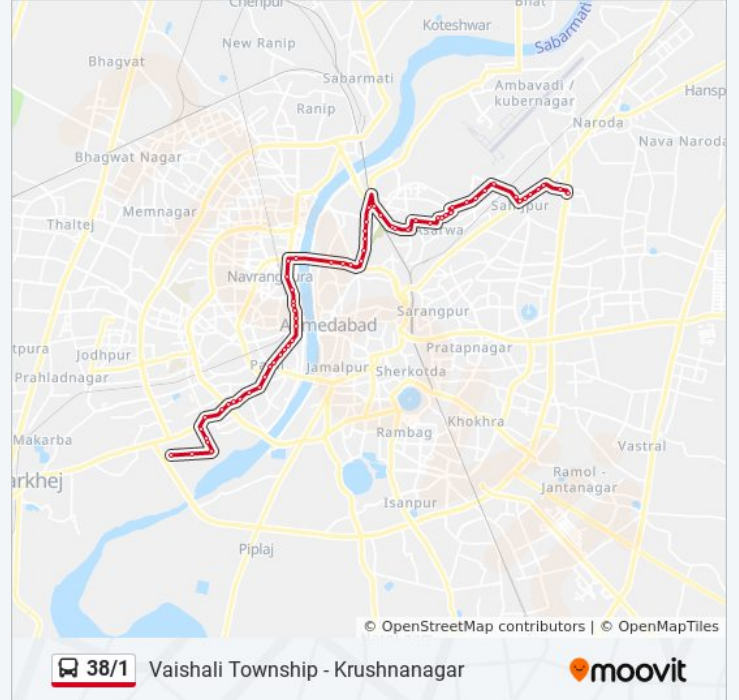 Chenpur
Bhat
Koteshwar
Sabarmati
New Ranip
Bhagvat
Sabarmati
Ambavadi /
kubernagar
Hansp
Ranip
Naroda
Nava Naroda
Bhagwat Nagar
Memnagar
Sardjpur
Thaltej
Asarwa
Navrangpura
Sarangpur
Ahmedabad
tpura
Jodhpur
Pratapnagar
Paldi
Jamalpur
Sherkotda
Prahladnagar
Khokhra
Makarba
Rambag
Vastral
arkhej
Ramol -
Jantanagar
Isanpur
Piplaj
© OpenStreetMap contributors | © OpenMapTiles
38/1 Vaishali Township - Krushnanagar
moovit